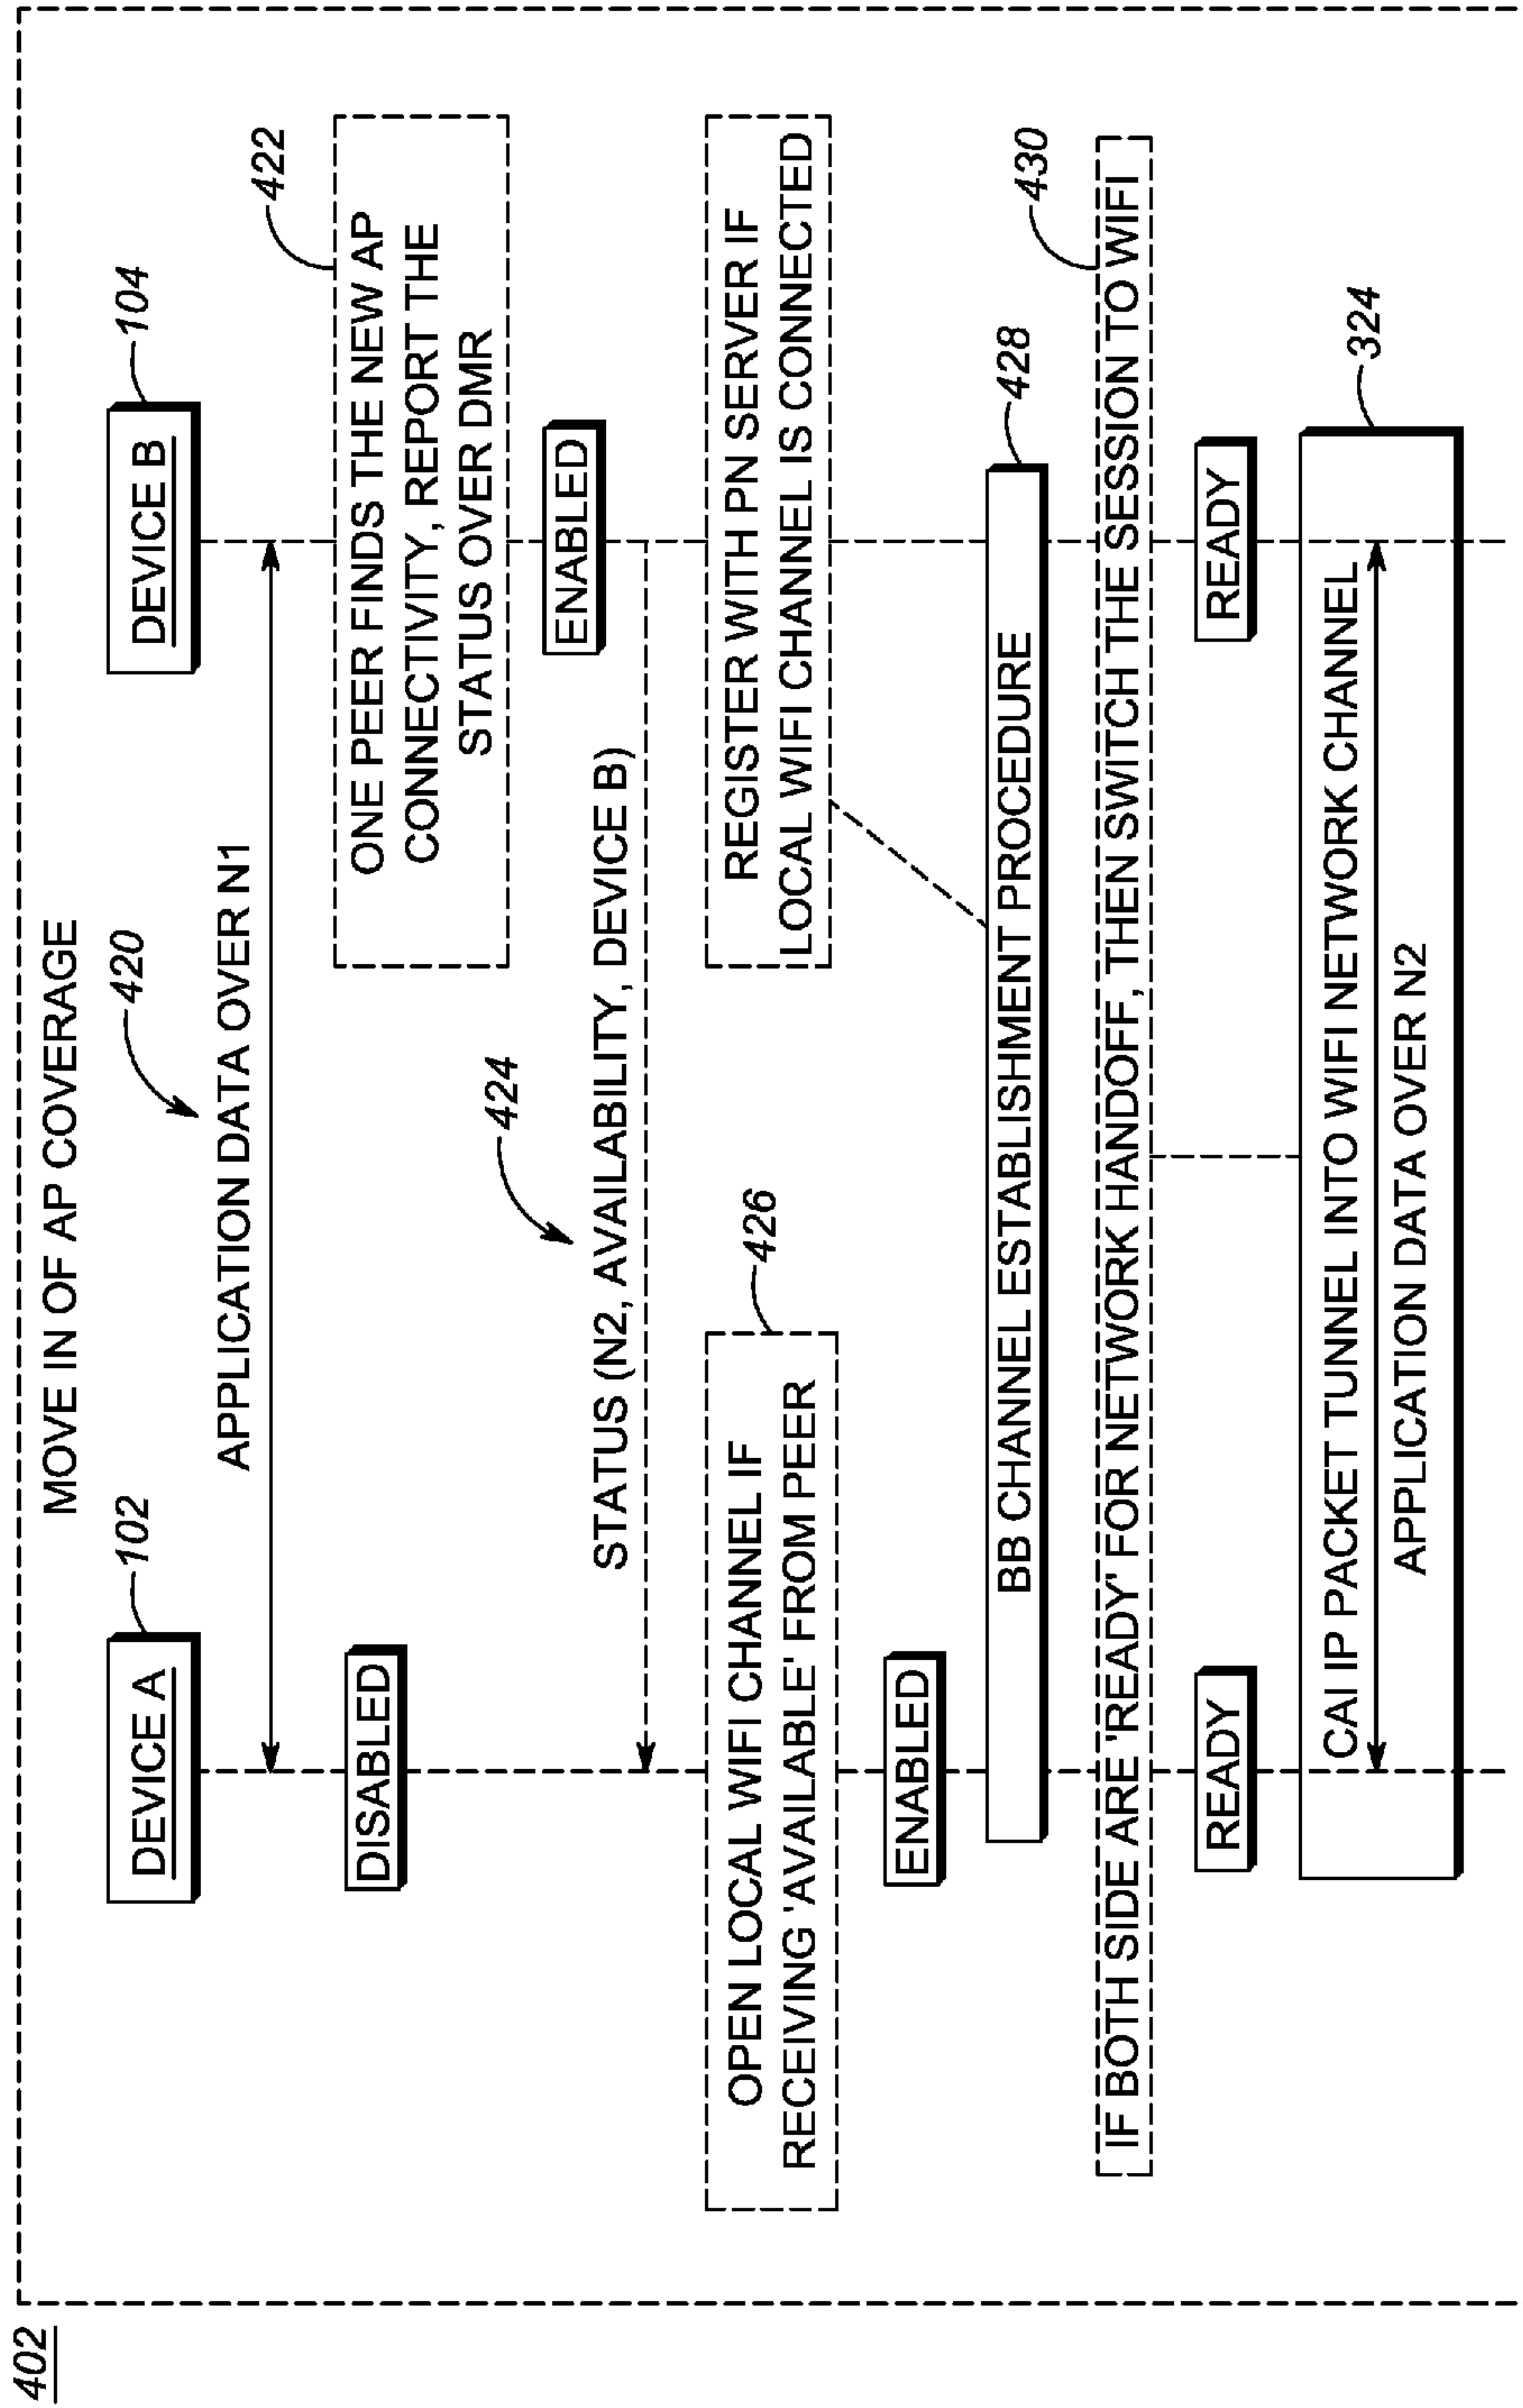 402
MOVE IN OF AP COVERAGE
102
DEVICE A
104
DEVICE B
420
APPLICATION DATA OVER N1
422
DISABLED
ONE PEER FINDS THE NEW AP
CONNECTIVITY, REPORT THE
STATUS OVER DMR
ENABLED
424
STATUS (N2, AVAILABILITY, DEVICE B)
426
OPEN LOCAL WIFI CHANNEL IF
RECEIVING 'AVAILABLE' FROM PEER
REGISTER WITH PN SERVER IF
LOCAL WIFI CHANNEL IS CONNECTED
ENABLED
428
BB CHANNEL ESTABLISHMENT PROCEDURE
430
IF BOTH SIDE ARE 'READY' FOR NETWORK HANDOFF, THEN SWITCH THE SESSION TO WIFI
READY
READY
324
CAI IP PACKET TUNNEL INTO WIFI NETWORK CHANNEL
APPLICATION DATA OVER N2